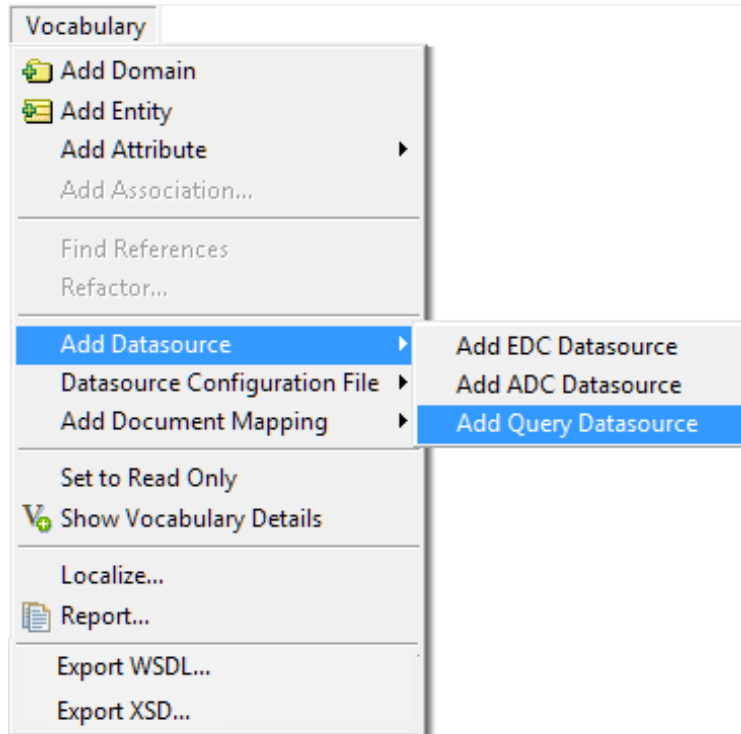 Vocabulary
Add Domain
Add Entity
Add Attribute
Add Association...
Find References
Refactor...
Add Datasource
Datasource Configuration File
Add Document Mapping
Add EDC Datasource
Add ADC Datasource
Add Query Datasource
Set to Read Only
Show Vocabulary Details
Localize...
Report...
Export WSDL...
Export XSD...